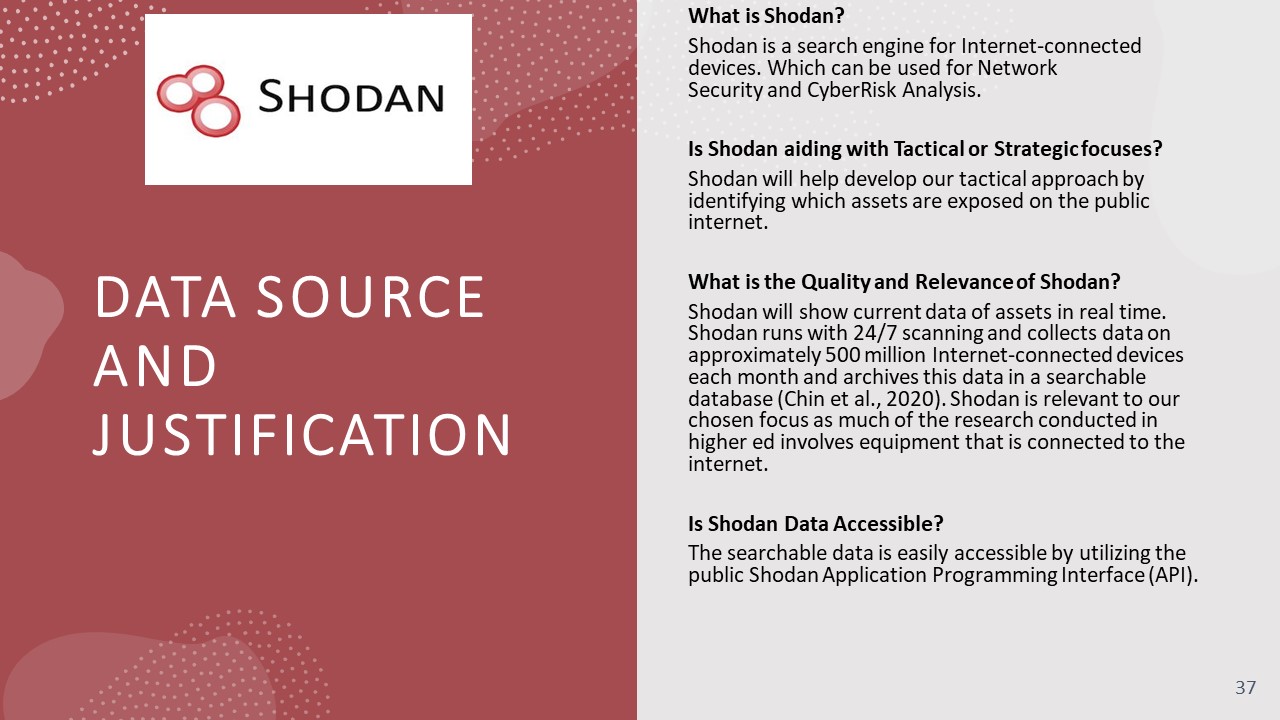 SHODAN
DATA SOURCE
AND
JUSTIFICATION
What is Shodan?
Shodan is a search engine for Internet-connected
devices. Which can be used for Network
Security and CyberRisk Analysis.
Is Shodan aiding with Tactical or Strategic focuses?
Shodan will help develop our tactical approach by
identifying which assets are exposed on the public
internet.
What is the Quality and Relevance of Shodan?
Shodan will show current data of assets in real time.
Shodan runs with 24/7 scanning and collects data on
approximately 500 million Internet-connected devices
each month and archives this data in a searchable
database (Chin et al., 2020). Shodan is relevant to our
chosen focus as much of the research conducted in
higher ed involves equipment that is connected to the
internet.
Is Shodan Data Accessible?
The searchable data is easily accessible by utilizing the
public Shodan Application Programming Interface (API).
37